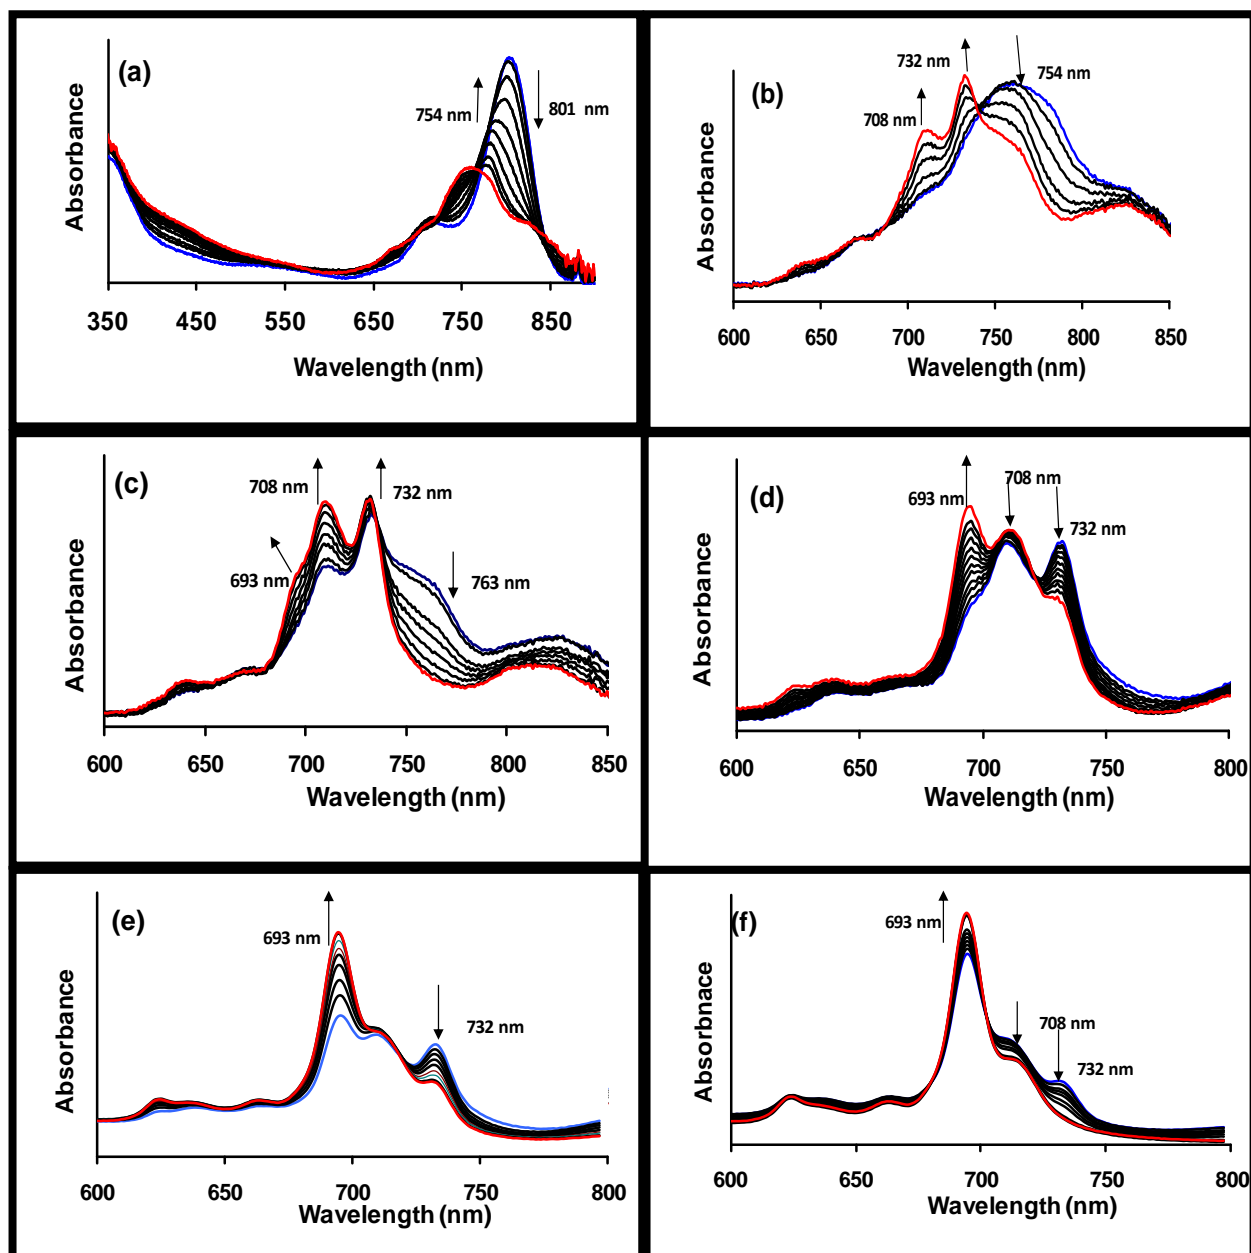 (a)
754 nm
801 nm
Absorbance
350 450 550 650 750 850
Wavelength (nm)
(b)
732 nm
754 nm
708 nm
Absorbance
600 650 700 750 800 850
Wavelength (nm)
(c)
708 nm
732 nm
693 nm
763 nm
Absorbance
600 650 700 750 800 850
Wavelength (nm)
(d)
708 nm
693 nm
732 nm
Absorbance
600 650 700 750 800
Wavelength (nm)
(e)
693 nm
732 nm
Absorbance
600 650 700 750 800
Wavelength (nm)
(f)
693 nm
708 nm
732 nm
Absorbnace
600 650 700 750 800
Wavelength (nm)